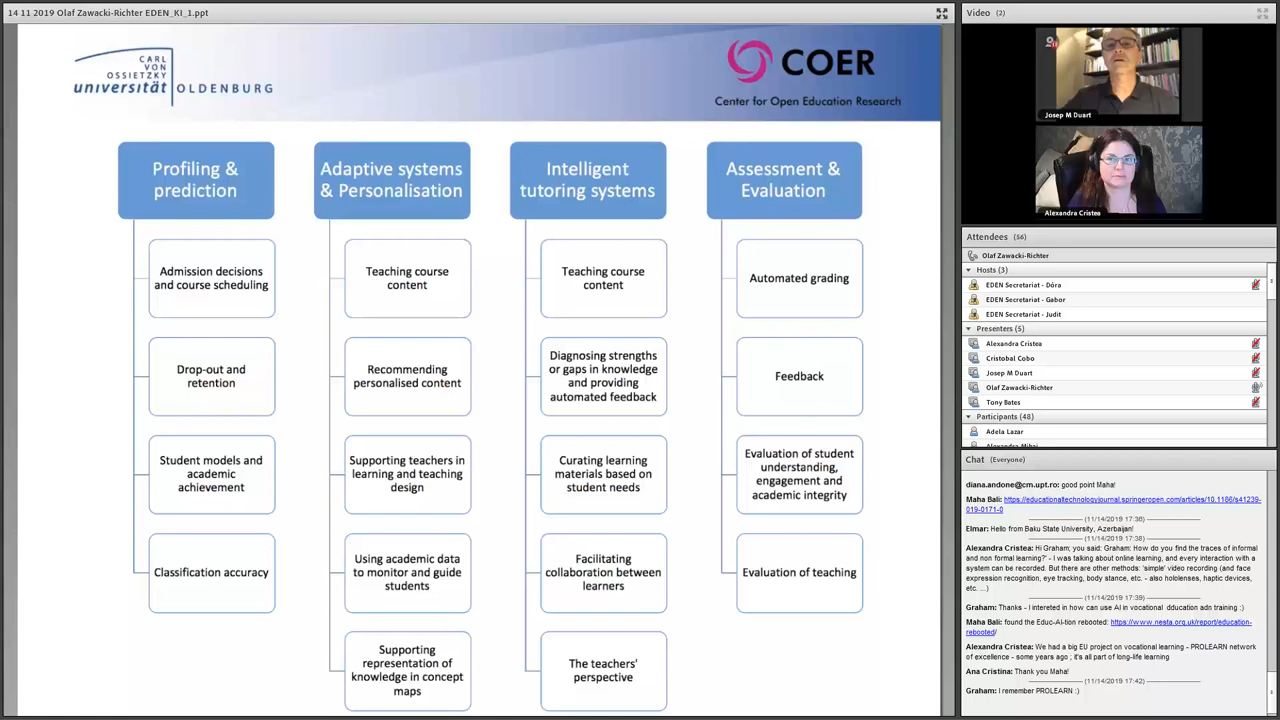 14 11 2019 Olaf Zawacki-Richter EDEN_KI_1.ppt
CARL
VON
OSSIETZKY
universität OLDENBURG
COER
Center for Open Education Research
Profiling &
prediction
Admission decisions
and course scheduling
Drop-out and
retention
Student models and
academic
achievement
Classification accuracy
Adaptive systems
& Personalisation
Teaching course
content
Recommending
personalised content
Supporting teachers in
learning and teaching
design
Using academic data
to monitor and guide
students
Supporting
representation of
knowledge in concept
maps
Intelligent
tutoring systems
Teaching course
content
Diagnosing strengths
or gaps in knowledge
and providing
automated feedback
Curating learning
materials based on
student needs
Facilitating
collaboration between
learners
The teachers'
perspective
Assessment &
Evaluation
Automated grading
Feedback
Evaluation of student
understanding,
engagement and
academic integrity
Evaluation of teaching
Video (2)
Josep M Duart
Alexandra Cristea
Attendees (56)
Olaf Zawacki-Richter
Hosts (3)
EDEN Secretariat - Dóra
EDEN Secretariat - Gabor
EDEN Secretariat - Judit
Presenters (5)
Alexandra Cristea
Cristobal Cobo
Josep M Duart
Olaf Zawacki-Richter
Tony Bates
Participants (48)
Adela Lazar
Alexandra Mihai
Chat (Everyone)
diana.andone@cm.upt.ro: good point Maha!
Maha Bali: https://educationaltechnologyjournal.springeropen.com/articles/10.1186/s41239-
019-0171-0
(11/14/2019 17:36)
Elmar: Hello from Baku State University, Azerbaijan!
(11/14/2019 17:38)
Alexandra Cristea: Hi Graham; you said: Graham: How do you find the traces of informal
and non formal learning?' - I was talking about online learning, and every interaction with a
system can be recorded. But there are other methods: 'simple' video recording (and face
expression recognition, eye tracking, body stance, etc. - also hololenses, haptic devices,
etc. ...)
(11/14/2019 17:39)
Graham: Thanks - I intereted in how can use AI in vocational dducation adn training :)
Maha Bali: found the Educ-AI-tion rebooted: https://www.nesta.org.uk/report/education-
rebooted/
Alexandra Cristea: We had a big EU project on vocational learning - PROLEARN network
of excellence - some years ago ; it's all part of long-life learning
Ana Cristina: Thank you Maha!
(11/14/2019 17:42)
Graham: I remember PROLEARN :)